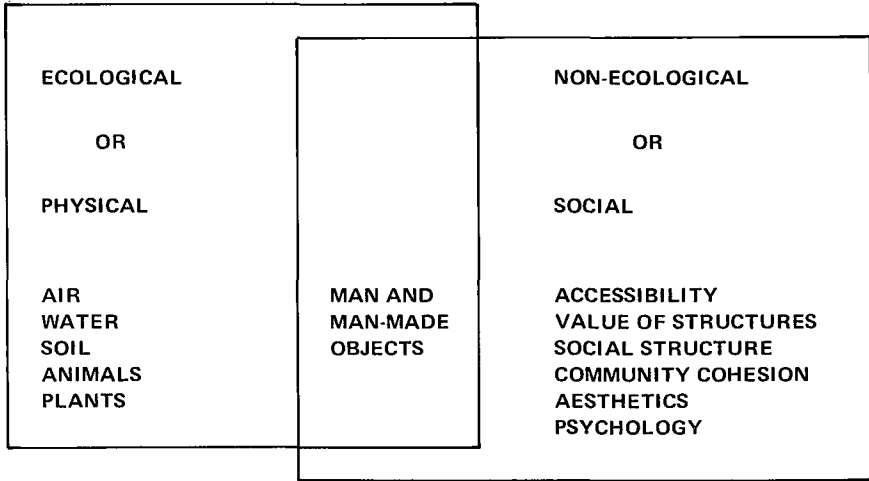 ECOLOGICAL
OR
PHYSICAL
AIR
WATER
SOIL
ANIMALS
PLANTS
MAN AND
MAN-MADE
OBJECTS
NON-ECOLOGICAL
OR
SOCIAL
ACCESSIBILITY
VALUE OF STRUCTURES
SOCIAL STRUCTURE
COMMUNITY COHESION
AESTHETICS
PSYCHOLOGY